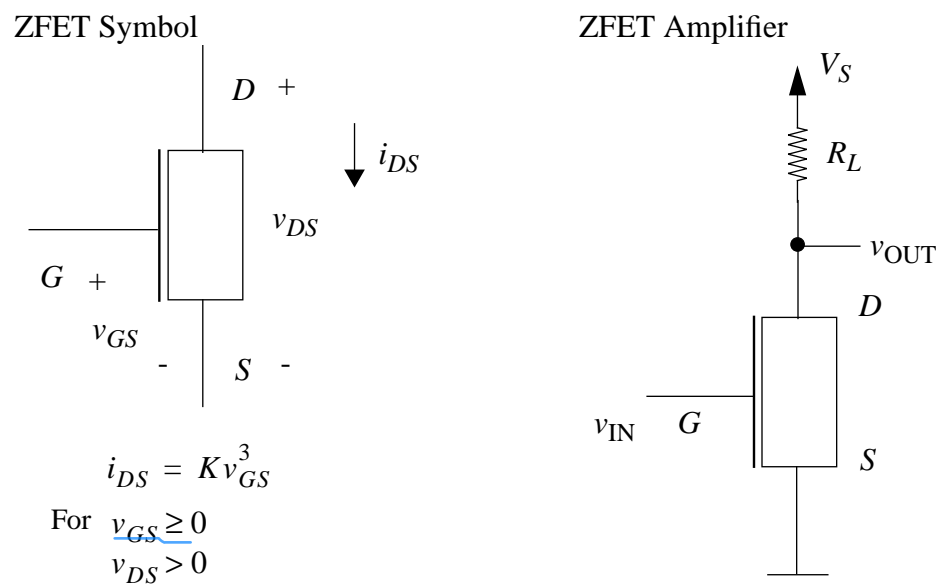 ZFET Symbol
D +
i_DS
v_DS
G +
v_GS
- S -
i_DS = Kv_GS^3
For v_GS ≥ 0
v_DS > 0
ZFET Amplifier
V_S
R_L
v_OUT
D
v_IN G
S